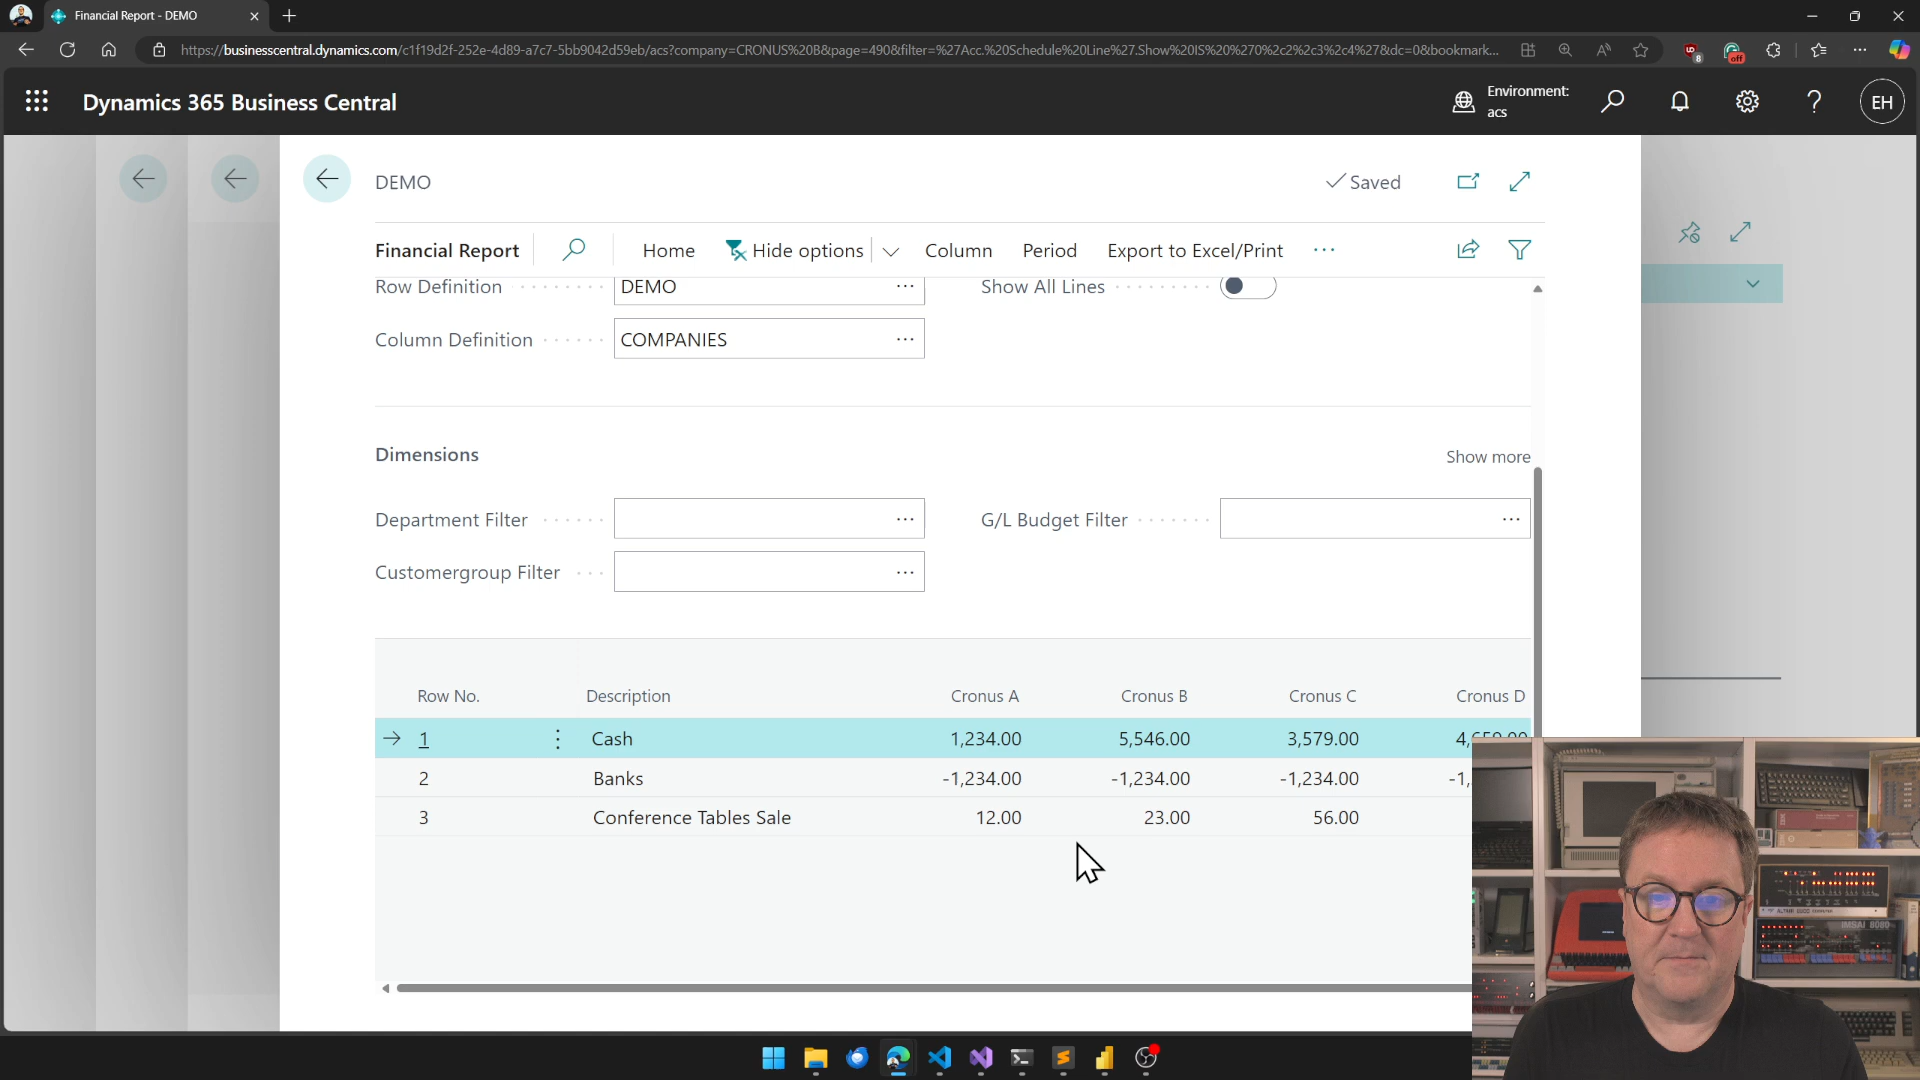 Financial Report - DEMO
https://businesscentral.dynamics.com/c1f19d2f-252e-4d89-a7c7-5bb9042d59eb/acs?company=CRONUS%20B&page=490&filter=%27Acc.%20Schedule%20Line%27.Show%20IS%20%270%2c2%2c3%2c4%27&dc=0&bookmark...
8
off
Dynamics 365 Business Central
Environment:
acs
EH
DEMO
Saved
Financial Report
Home
Hide options
Column
Period
Export to Excel/Print
Row Definition
DEMO
Show All Lines
Column Definition
COMPANIES
Dimensions
Show more
Department Filter
G/L Budget Filter
Customergroup Filter
Row No. Description Cronus A Cronus B Cronus C Cronus D
1 Cash 1,234.00 5,546.00 3,579.00
2 Banks -1,234.00 -1,234.00 -1,234.00 -1,
3 Conference Tables Sale 12.00 23.00 56.00
IMSAI 8080